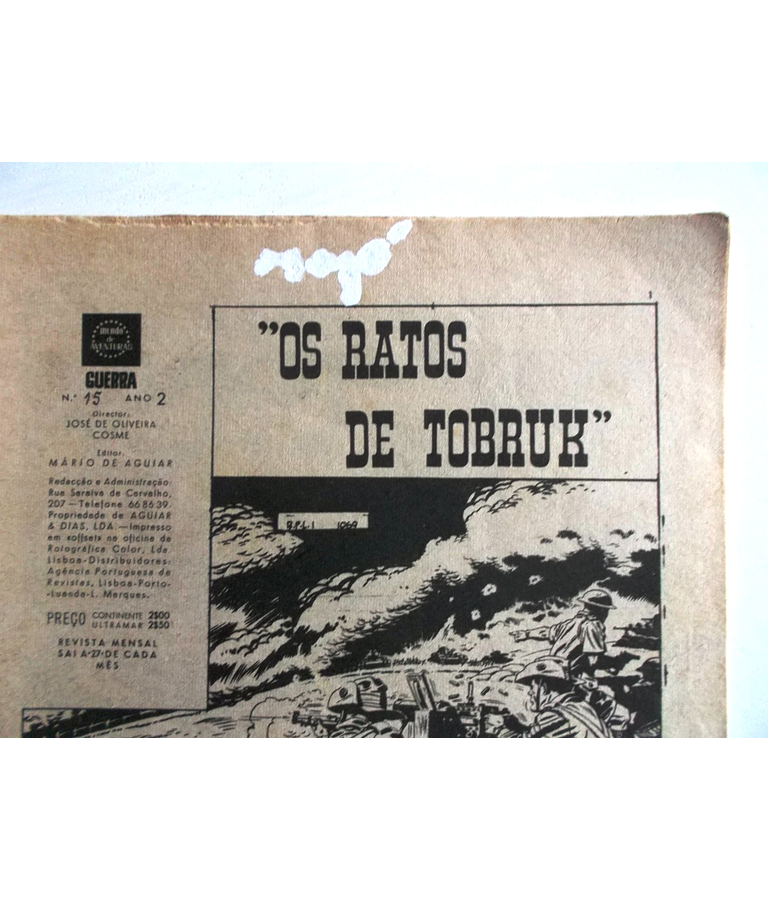 mundo
de
AVENTURAS
GUERRA
N.º 15 ANO 2
Director:
JOSÉ DE OLIVEIRA
COSME
Editor:
MÁRIO DE AGUIAR
Redacção e Administração:
Rua Saraiva de Carvalho,
207 — Telefone 66 86 39.
Propriedade de AGUIAR
& DIAS, LDA. — Impresso
em «offset» na oficina da
Rotográfica Color, Lda.
Lisboa - Distribuidores:
Agência Portuguesa de
Revistas, Lisboa-Porto-
-Luanda-L. Marques.
PREÇO CONTINENTE 2$00
ULTRAMAR 2$50
REVISTA MENSAL
SAI A·27·DE CADA
MÊS
1
"OS RATOS
DE TOBRUK"
B.P.L.1 1069